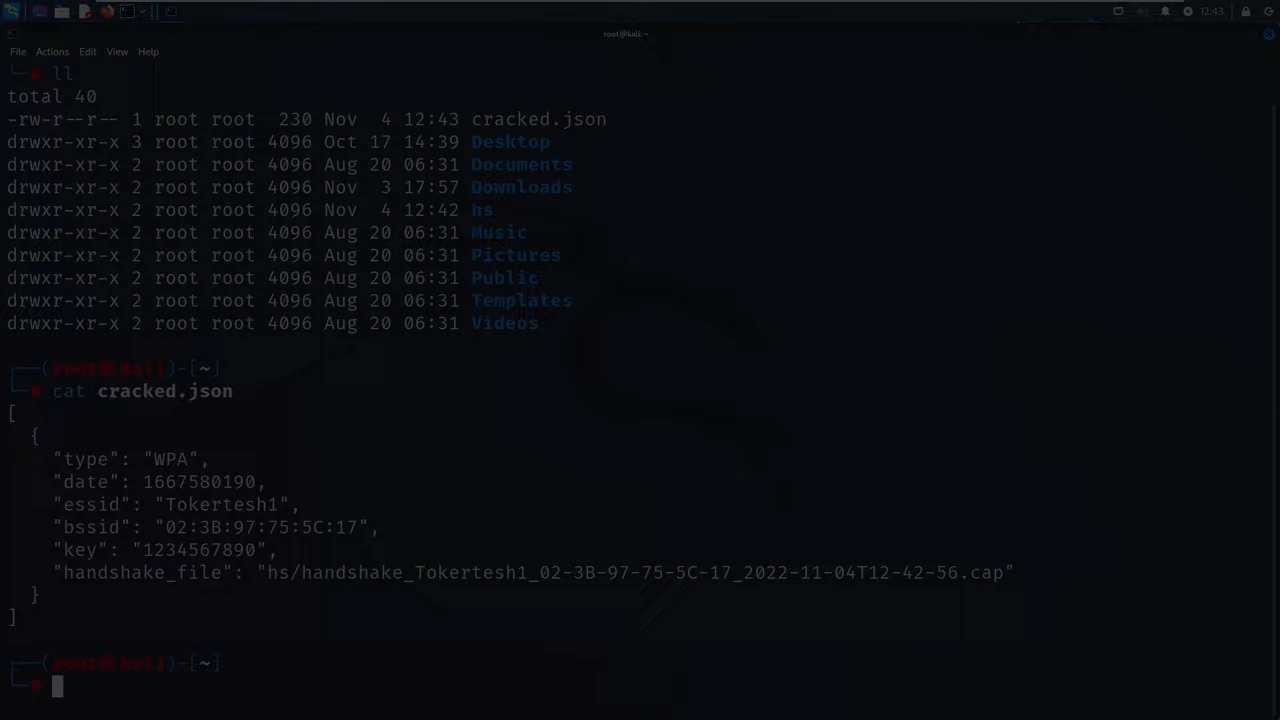 12:43
root@kali: ~
File Actions Edit View Help
└─# ll
total 40
-rw-r--r-- 1 root root  230 Nov  4 12:43 cracked.json
drwxr-xr-x 3 root root 4096 Oct 17 14:39 Desktop
drwxr-xr-x 2 root root 4096 Aug 20 06:31 Documents
drwxr-xr-x 2 root root 4096 Nov  3 17:57 Downloads
drwxr-xr-x 2 root root 4096 Nov  4 12:42 hs
drwxr-xr-x 2 root root 4096 Aug 20 06:31 Music
drwxr-xr-x 2 root root 4096 Aug 20 06:31 Pictures
drwxr-xr-x 2 root root 4096 Aug 20 06:31 Public
drwxr-xr-x 2 root root 4096 Aug 20 06:31 Templates
drwxr-xr-x 2 root root 4096 Aug 20 06:31 Videos
┌──(root㉿kali)-[~]
└─# cat cracked.json
[
  {
    "type": "WPA",
    "date": 1667580190,
    "essid": "Tokertesh1",
    "bssid": "02:3B:97:75:5C:17",
    "key": "1234567890",
    "handshake_file": "hs/handshake_Tokertesh1_02-3B-97-75-5C-17_2022-11-04T12-42-56.cap"
  }
]
┌──(root㉿kali)-[~]
└─#